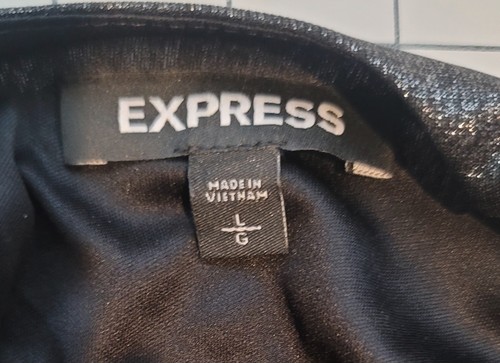 EXPRESS
MADE IN
VIETNAM
L
G